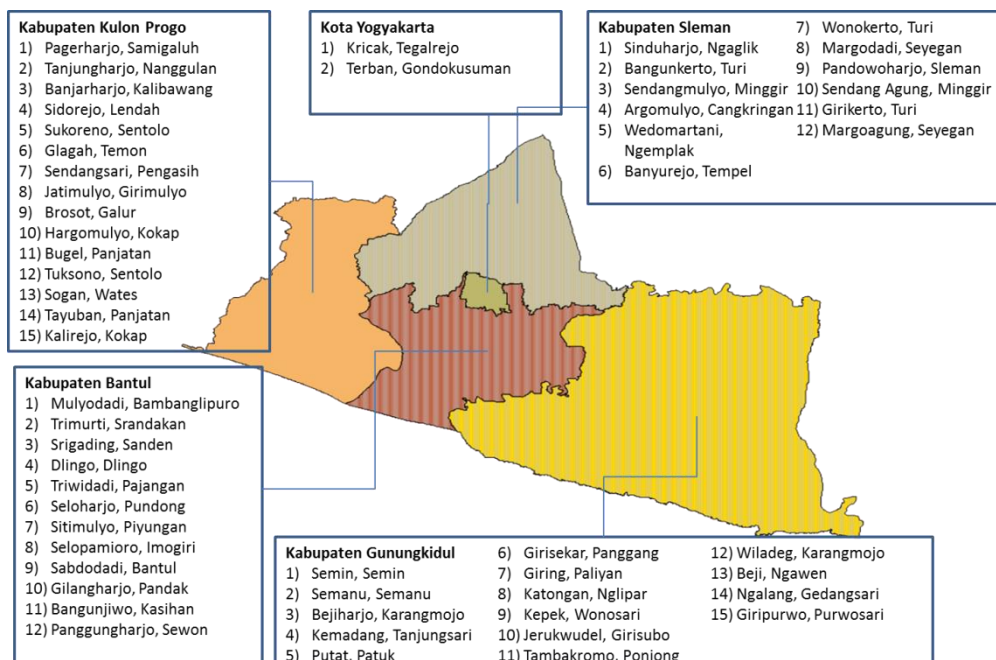 Kabupaten Kulon Progo
1) Pagerharjo, Samigaluh
2) Tanjungharjo, Nanggulan
3) Banjarharjo, Kalibawang
4) Sidorejo, Lendah
5) Sukoreno, Sentolo
6) Glagah, Temon
7) Sendangsari, Pengasih
8) Jatimulyo, Girimulyo
9) Brosot, Galur
10) Hargomulyo, Kokap
11) Bugel, Panjatan
12) Tuksono, Sentolo
13) Sogan, Wates
14) Tayuban, Panjatan
15) Kalirejo, Kokap
Kota Yogyakarta
1) Kricak, Tegalrejo
2) Terban, Gondokusuman
Kabupaten Sleman
1) Sinduharjo, Ngaglik
2) Bangunkerto, Turi
3) Sendangmulyo, Minggir
4) Argomulyo, Cangkringan
5) Wedomartani,
Ngemplak
6) Banyurejo, Tempel
7) Wonokerto, Turi
8) Margodadi, Seyegan
9) Pandowoharjo, Sleman
10) Sendang Agung, Minggir
11) Girikerto, Turi
12) Margoagung, Seyegan
Kabupaten Bantul
1) Mulyodadi, Bambanglipuro
2) Trimurti, Srandakan
3) Srigading, Sanden
4) Dlingo, Dlingo
5) Triwidadi, Pajangan
6) Seloharjo, Pundong
7) Sitimulyo, Piyungan
8) Selopamioro, Imogiri
9) Sabdodadi, Bantul
10) Gilangharjo, Pandak
11) Bangunjiwo, Kasihan
12) Panggungharjo, Sewon
Kabupaten Gunungkidul
1) Semin, Semin
2) Semanu, Semanu
3) Bejiharjo, Karangmojo
4) Kemadang, Tanjungsari
5) Putat, Patuk
6) Girisekar, Panggang
7) Giring, Paliyan
8) Katongan, Nglipar
9) Kepek, Wonosari
10) Jerukwudel, Girisubo
11) Tambakromo, Ponjong
12) Wiladeg, Karangmojo
13) Beji, Ngawen
14) Ngalang, Gedangsari
15) Giripurwo, Purwosari